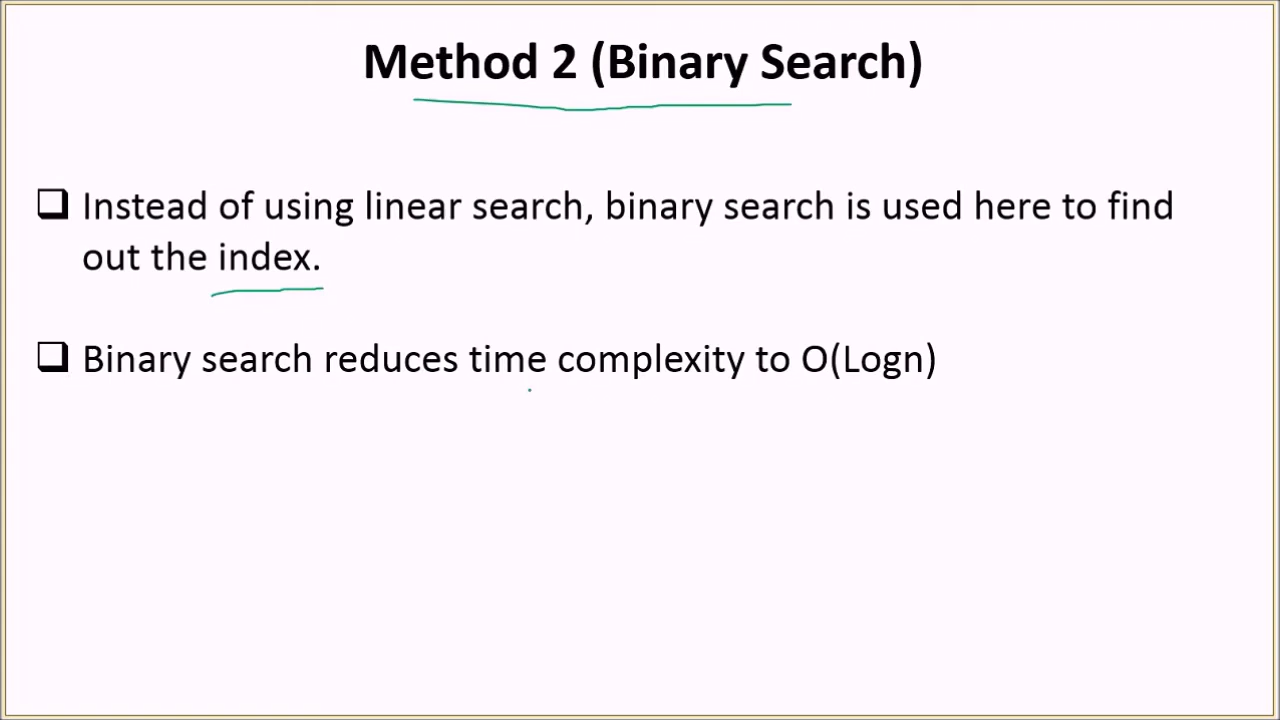 Method 2 (Binary Search)
Instead of using linear search, binary search is used here to find
out the index.
Binary search reduces time complexity to O(Logn)